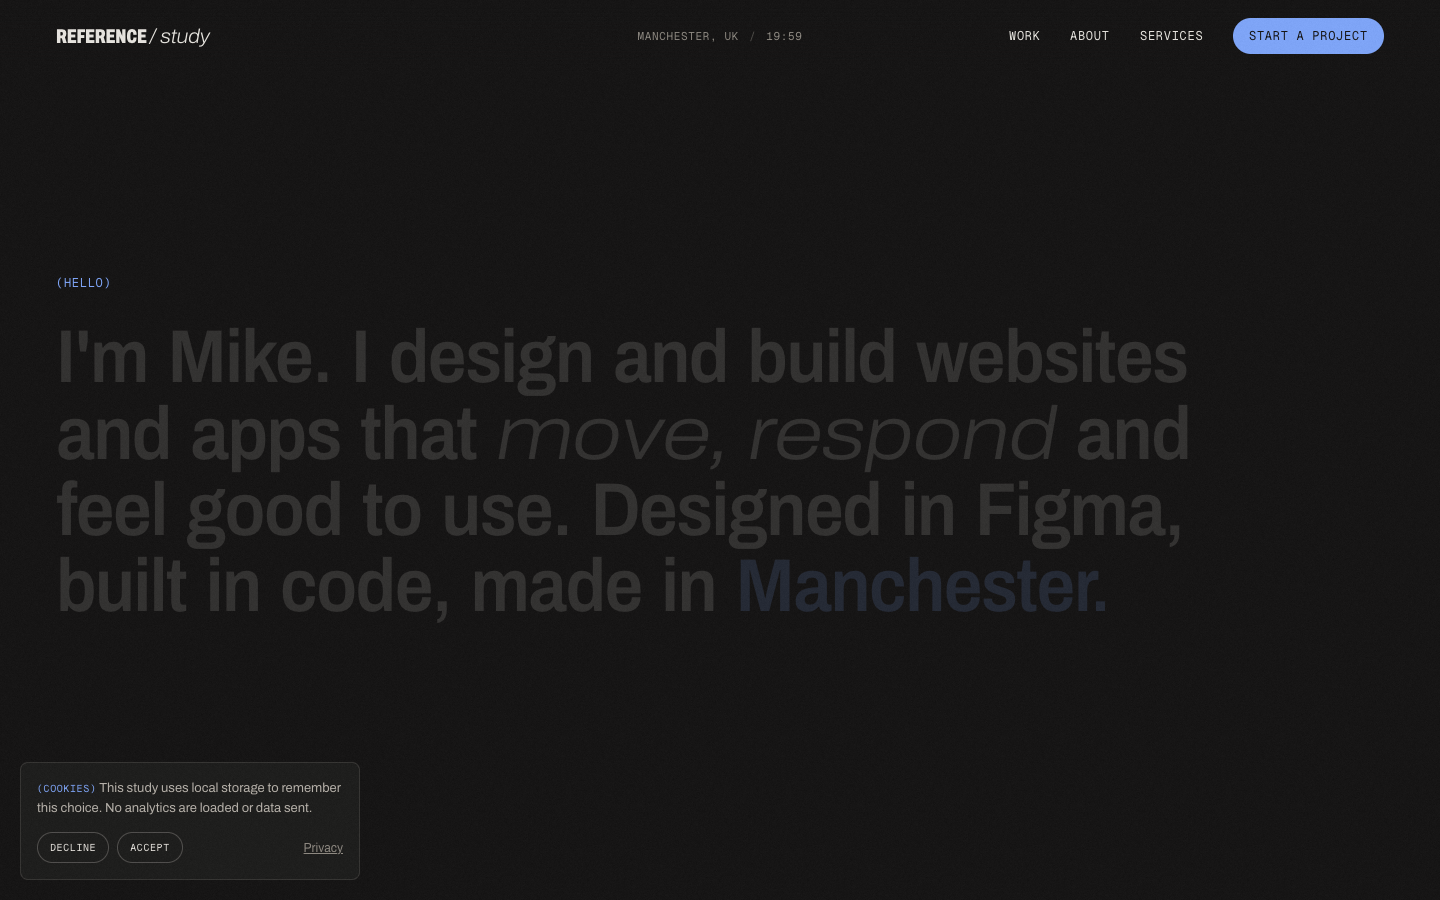 REFERENCE / study
MANCHESTER, UK / 19:59
WORK
ABOUT
SERVICES
START A PROJECT
(HELLO)
I'm Mike. I design and build websites
and apps that move, respond and
feel good to use. Designed in Figma,
built in code, made in Manchester.
(COOKIES) This study uses local storage to remember
this choice. No analytics are loaded or data sent.
DECLINE
ACCEPT
Privacy